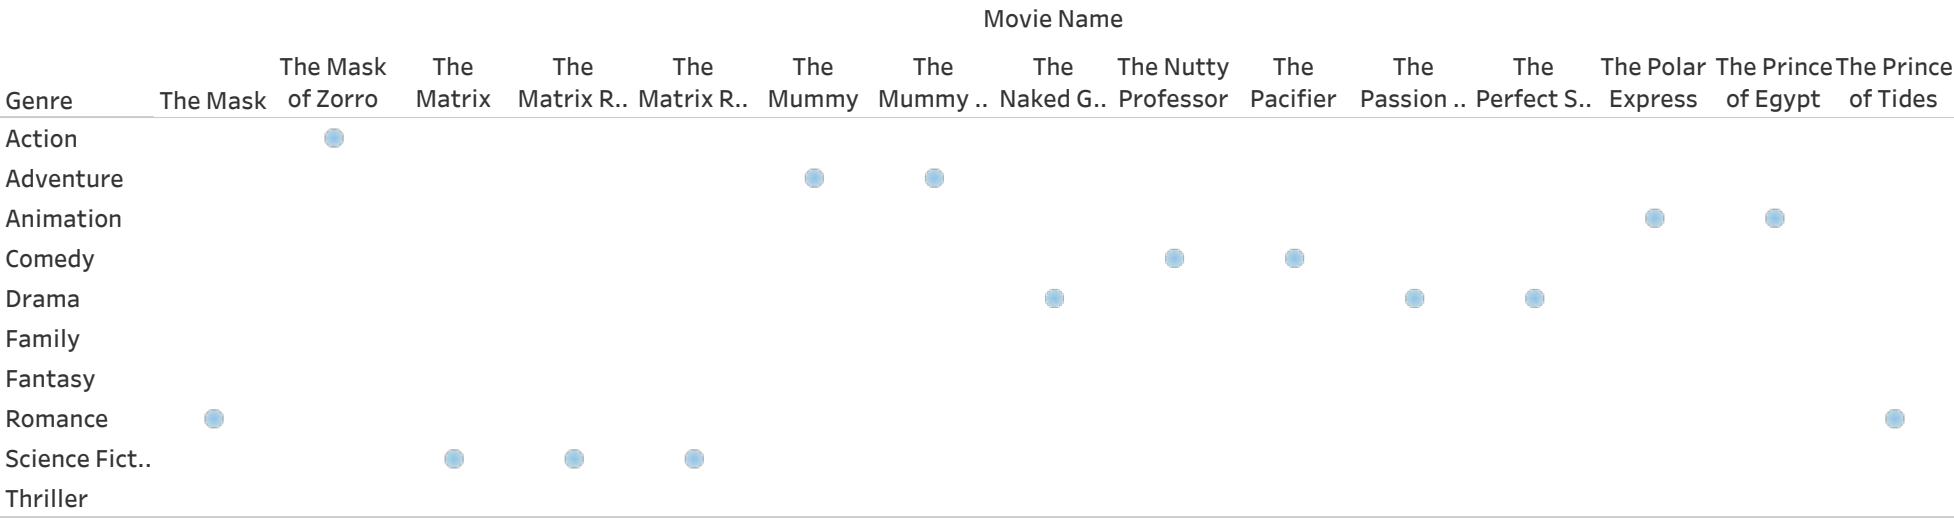 Movie Name
The Mask The The The The The The The Nutty The The The The Polar The Prince The Prince
Genre The Mask of Zorro Matrix Matrix R.. Matrix R.. Mummy Mummy .. Naked G.. Professor Pacifier Passion .. Perfect S.. Express of Egypt of Tides
Action
Adventure
Animation
Comedy
Drama
Family
Fantasy
Romance
Science Fict..
Thriller